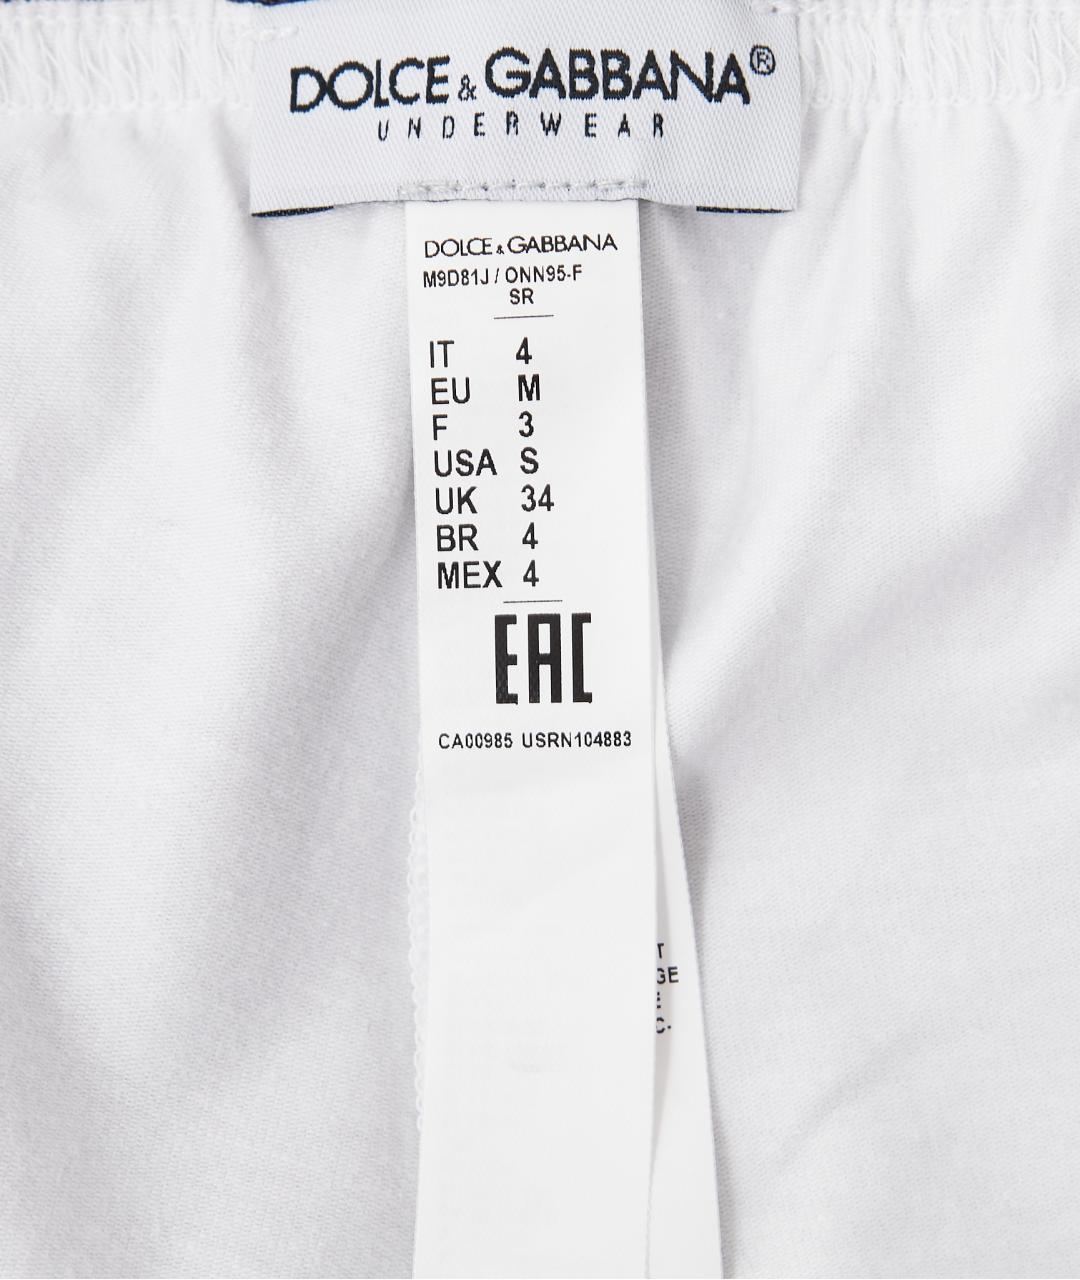 DOLCE & GABBANA®
UNDERWEAR
DOLCE & GABBANA
M9D81J / ONN95-F
SR
IT 4
EU M
F 3
USA S
UK 34
BR 4
MEX 4
EAC
CA00985 USRN104883